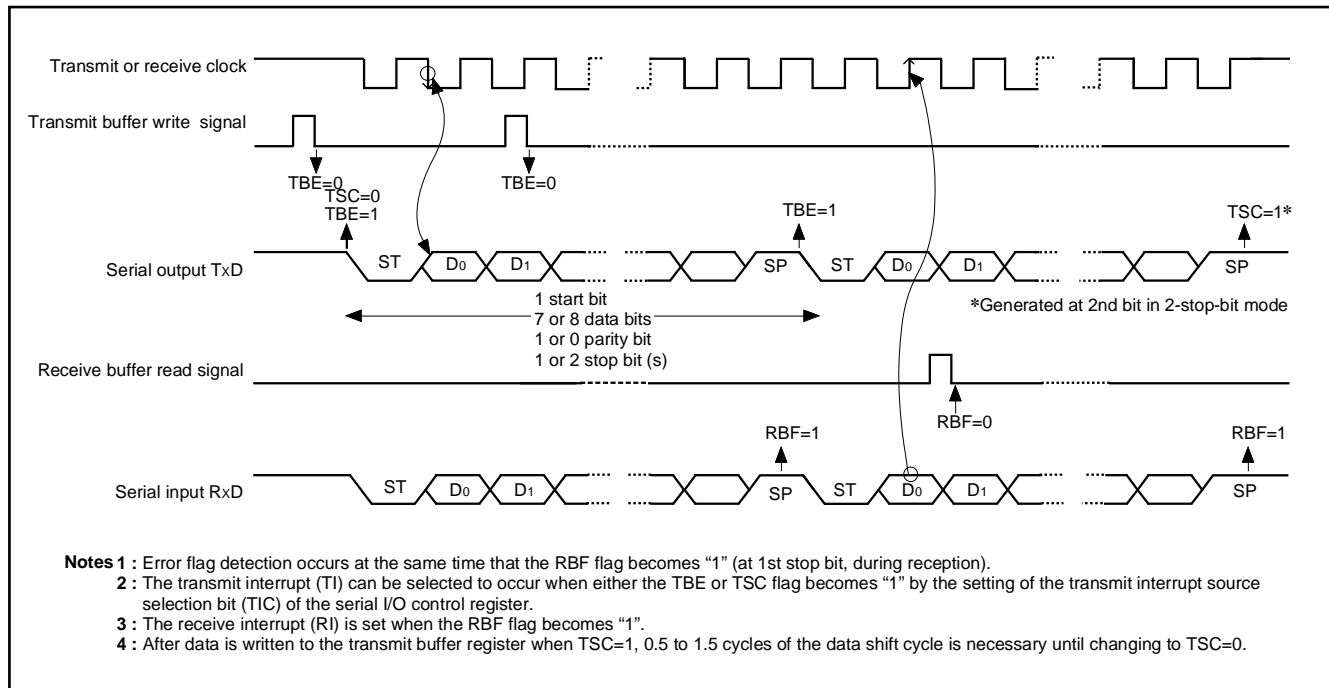 Transmit or receive clock
Transmit buffer write signal
TBE=0
TSC=0
TBE=1
TBE=0
TBE=1
TSC=1*
Serial output TxD
ST
D0
D1
SP
ST
D0
D1
SP
1 start bit
7 or 8 data bits
1 or 0 parity bit
1 or 2 stop bit (s)
*Generated at 2nd bit in 2-stop-bit mode
Receive buffer read signal
RBF=0
RBF=1
RBF=1
Serial input RxD
ST
D0
D1
SP
ST
D0
D1
SP
Notes 1 : Error flag detection occurs at the same time that the RBF flag becomes “1” (at 1st stop bit, during reception).
2 : The transmit interrupt (TI) can be selected to occur when either the TBE or TSC flag becomes “1” by the setting of the transmit interrupt source
selection bit (TIC) of the serial I/O control register.
3 : The receive interrupt (RI) is set when the RBF flag becomes “1”.
4 : After data is written to the transmit buffer register when TSC=1, 0.5 to 1.5 cycles of the data shift cycle is necessary until changing to TSC=0.